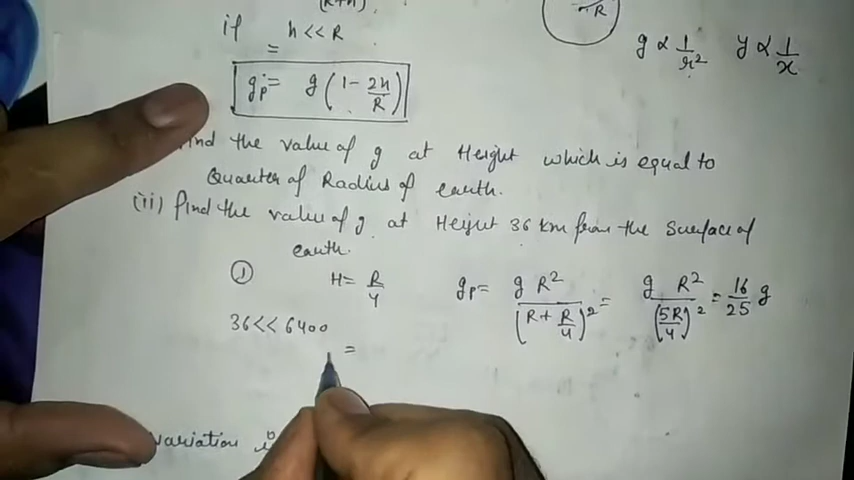 (R+h)
R
if h << R
g ∝ 1/r² y ∝ 1/x
=
gp = g (1 - 2h/R)
find the value of g at Height which is equal to
Quarter of Radius of earth.
(ii) find the value of g at Height 36 km from the Surface of
earth.
① H = R/4 gp = g R²/(R + R/4)² = g R²/(5R/4)² = 16/25 g
36 << 6400
=
variation